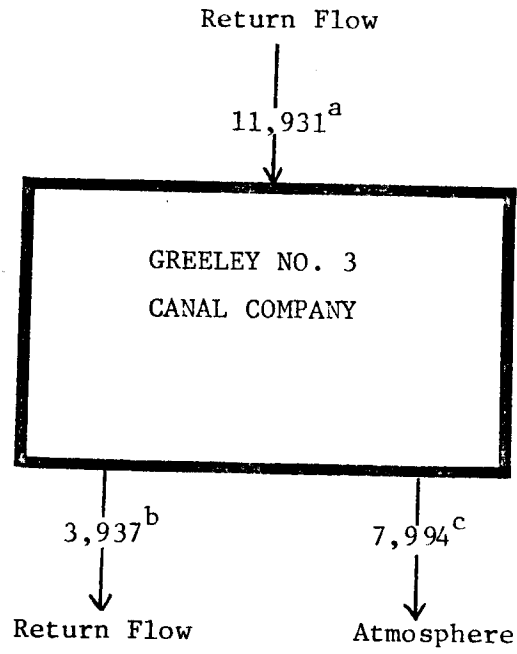 Return Flow
11,931a
GREELEY NO. 3
CANAL COMPANY
3,937b
7,994c
Return Flow
Atmosphere